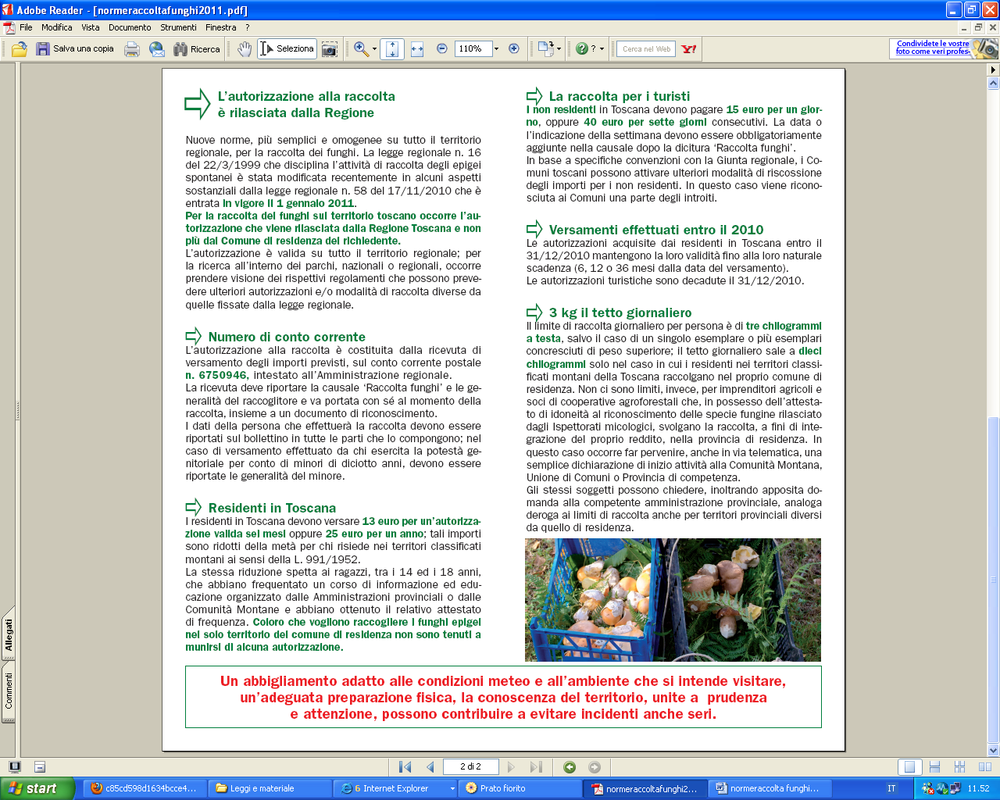 Adobe Reader - [normeraccoltafunghi2011.pdf]
File Modifica Vista Documento Strumenti Finestra ?
Salva una copia Ricerca Seleziona 110% ? Cerca nel Web Y!
Condividete le vostre
foto come veri profes-
L'autorizzazione alla raccolta
è rilasciata dalla Regione
Nuove norme, più semplici e omogenee su tutto il territorio
regionale, per la raccolta dei funghi. La legge regionale n. 16
del 22/3/1999 che disciplina l'attività di raccolta degli epigei
spontanei è stata modificata recentemente in alcuni aspetti
sostanziali dalla legge regionale n. 58 del 17/11/2010 che è
entrata in vigore il 1 gennaio 2011.
Per la raccolta dei funghi sul territorio toscano occorre l'au-
torizzazione che viene rilasciata dalla Regione Toscana e non
più dal Comune di residenza del richiedente.
L'autorizzazione è valida su tutto il territorio regionale; per
la ricerca all'interno dei parchi, nazionali o regionali, occorre
prendere visione dei rispettivi regolamenti che possono preve-
dere ulteriori autorizzazioni e/o modalità di raccolta diverse da
quelle fissate dalla legge regionale.
Numero di conto corrente
L'autorizzazione alla raccolta è costituita dalla ricevuta di
versamento degli importi previsti, sul conto corrente postale
n. 6750946, intestato all'Amministrazione regionale.
La ricevuta deve riportare la causale 'Raccolta funghi' e le ge-
neralità del raccoglitore e va portata con sé al momento della
raccolta, insieme a un documento di riconoscimento.
I dati della persona che effettuerà la raccolta devono essere
riportati sul bollettino in tutte le parti che lo compongono; nel
caso di versamento effettuato da chi esercita la potestà ge-
nitoriale per conto di minori di diciotto anni, devono essere
riportate le generalità del minore.
Residenti in Toscana
I residenti in Toscana devono versare 13 euro per un'autorizza-
zione valida sei mesi oppure 25 euro per un anno; tali importi
sono ridotti della metà per chi risiede nei territori classificati
montani ai sensi della L. 991/1952.
La stessa riduzione spetta ai ragazzi, tra i 14 ed i 18 anni,
che abbiano frequentato un corso di informazione ed edu-
cazione organizzato dalle Amministrazioni provinciali o dalle
Comunità Montane e abbiano ottenuto il relativo attestato
di frequenza. Coloro che vogliono raccogliere i funghi epigei
nel solo territorio del comune di residenza non sono tenuti a
munirsi di alcuna autorizzazione.
La raccolta per i turisti
I non residenti in Toscana devono pagare 15 euro per un gior-
no, oppure 40 euro per sette giorni consecutivi. La data o
l'indicazione della settimana devono essere obbligatoriamente
aggiunte nella causale dopo la dicitura 'Raccolta funghi'.
In base a specifiche convenzioni con la Giunta regionale, i Co-
muni toscani possono attivare ulteriori modalità di riscossione
degli importi per i non residenti. In questo caso viene ricono-
sciuta ai Comuni una parte degli introiti.
Versamenti effettuati entro il 2010
Le autorizzazioni acquisite dai residenti in Toscana entro il
31/12/2010 mantengono la loro validità fino alla loro naturale
scadenza (6, 12 o 36 mesi dalla data del versamento).
Le autorizzazioni turistiche sono decadute il 31/12/2010.
3 kg il tetto giornaliero
Il limite di raccolta giornaliero per persona è di tre chilogrammi
a testa, salvo il caso di un singolo esemplare o più esemplari
concresciuti di peso superiore; il tetto giornaliero sale a dieci
chilogrammi solo nel caso in cui i residenti nei territori classi-
ficati montani della Toscana raccolgano nel proprio comune di
residenza. Non ci sono limiti, invece, per imprenditori agricoli e
soci di cooperative agroforestali che, in possesso dell'attesta-
to di idoneità al riconoscimento delle specie fungine rilasciato
dagli Ispettorati micologici, svolgano la raccolta, a fini di inte-
grazione del proprio reddito, nella provincia di residenza. In
questo caso occorre far pervenire, anche in via telematica, una
semplice dichiarazione di inizio attività alla Comunità Montana,
Unione di Comuni o Provincia di competenza.
Gli stessi soggetti possono chiedere, inoltrando apposita do-
manda alla competente amministrazione provinciale, analoga
deroga ai limiti di raccolta anche per territori provinciali diversi
da quello di residenza.
Un abbigliamento adatto alle condizioni meteo e all'ambiente che si intende visitare,
un'adeguata preparazione fisica, la conoscenza del territorio, unite a prudenza
e attenzione, possono contribuire a evitare incidenti anche seri.
Allegati
Commenti
2 di 2
start c85cd598d1634bcce4... Leggi e materiale 6 Internet Explorer Prato fiorito normeraccoltafunghi2... normeraccolta funghi... IT 11.52